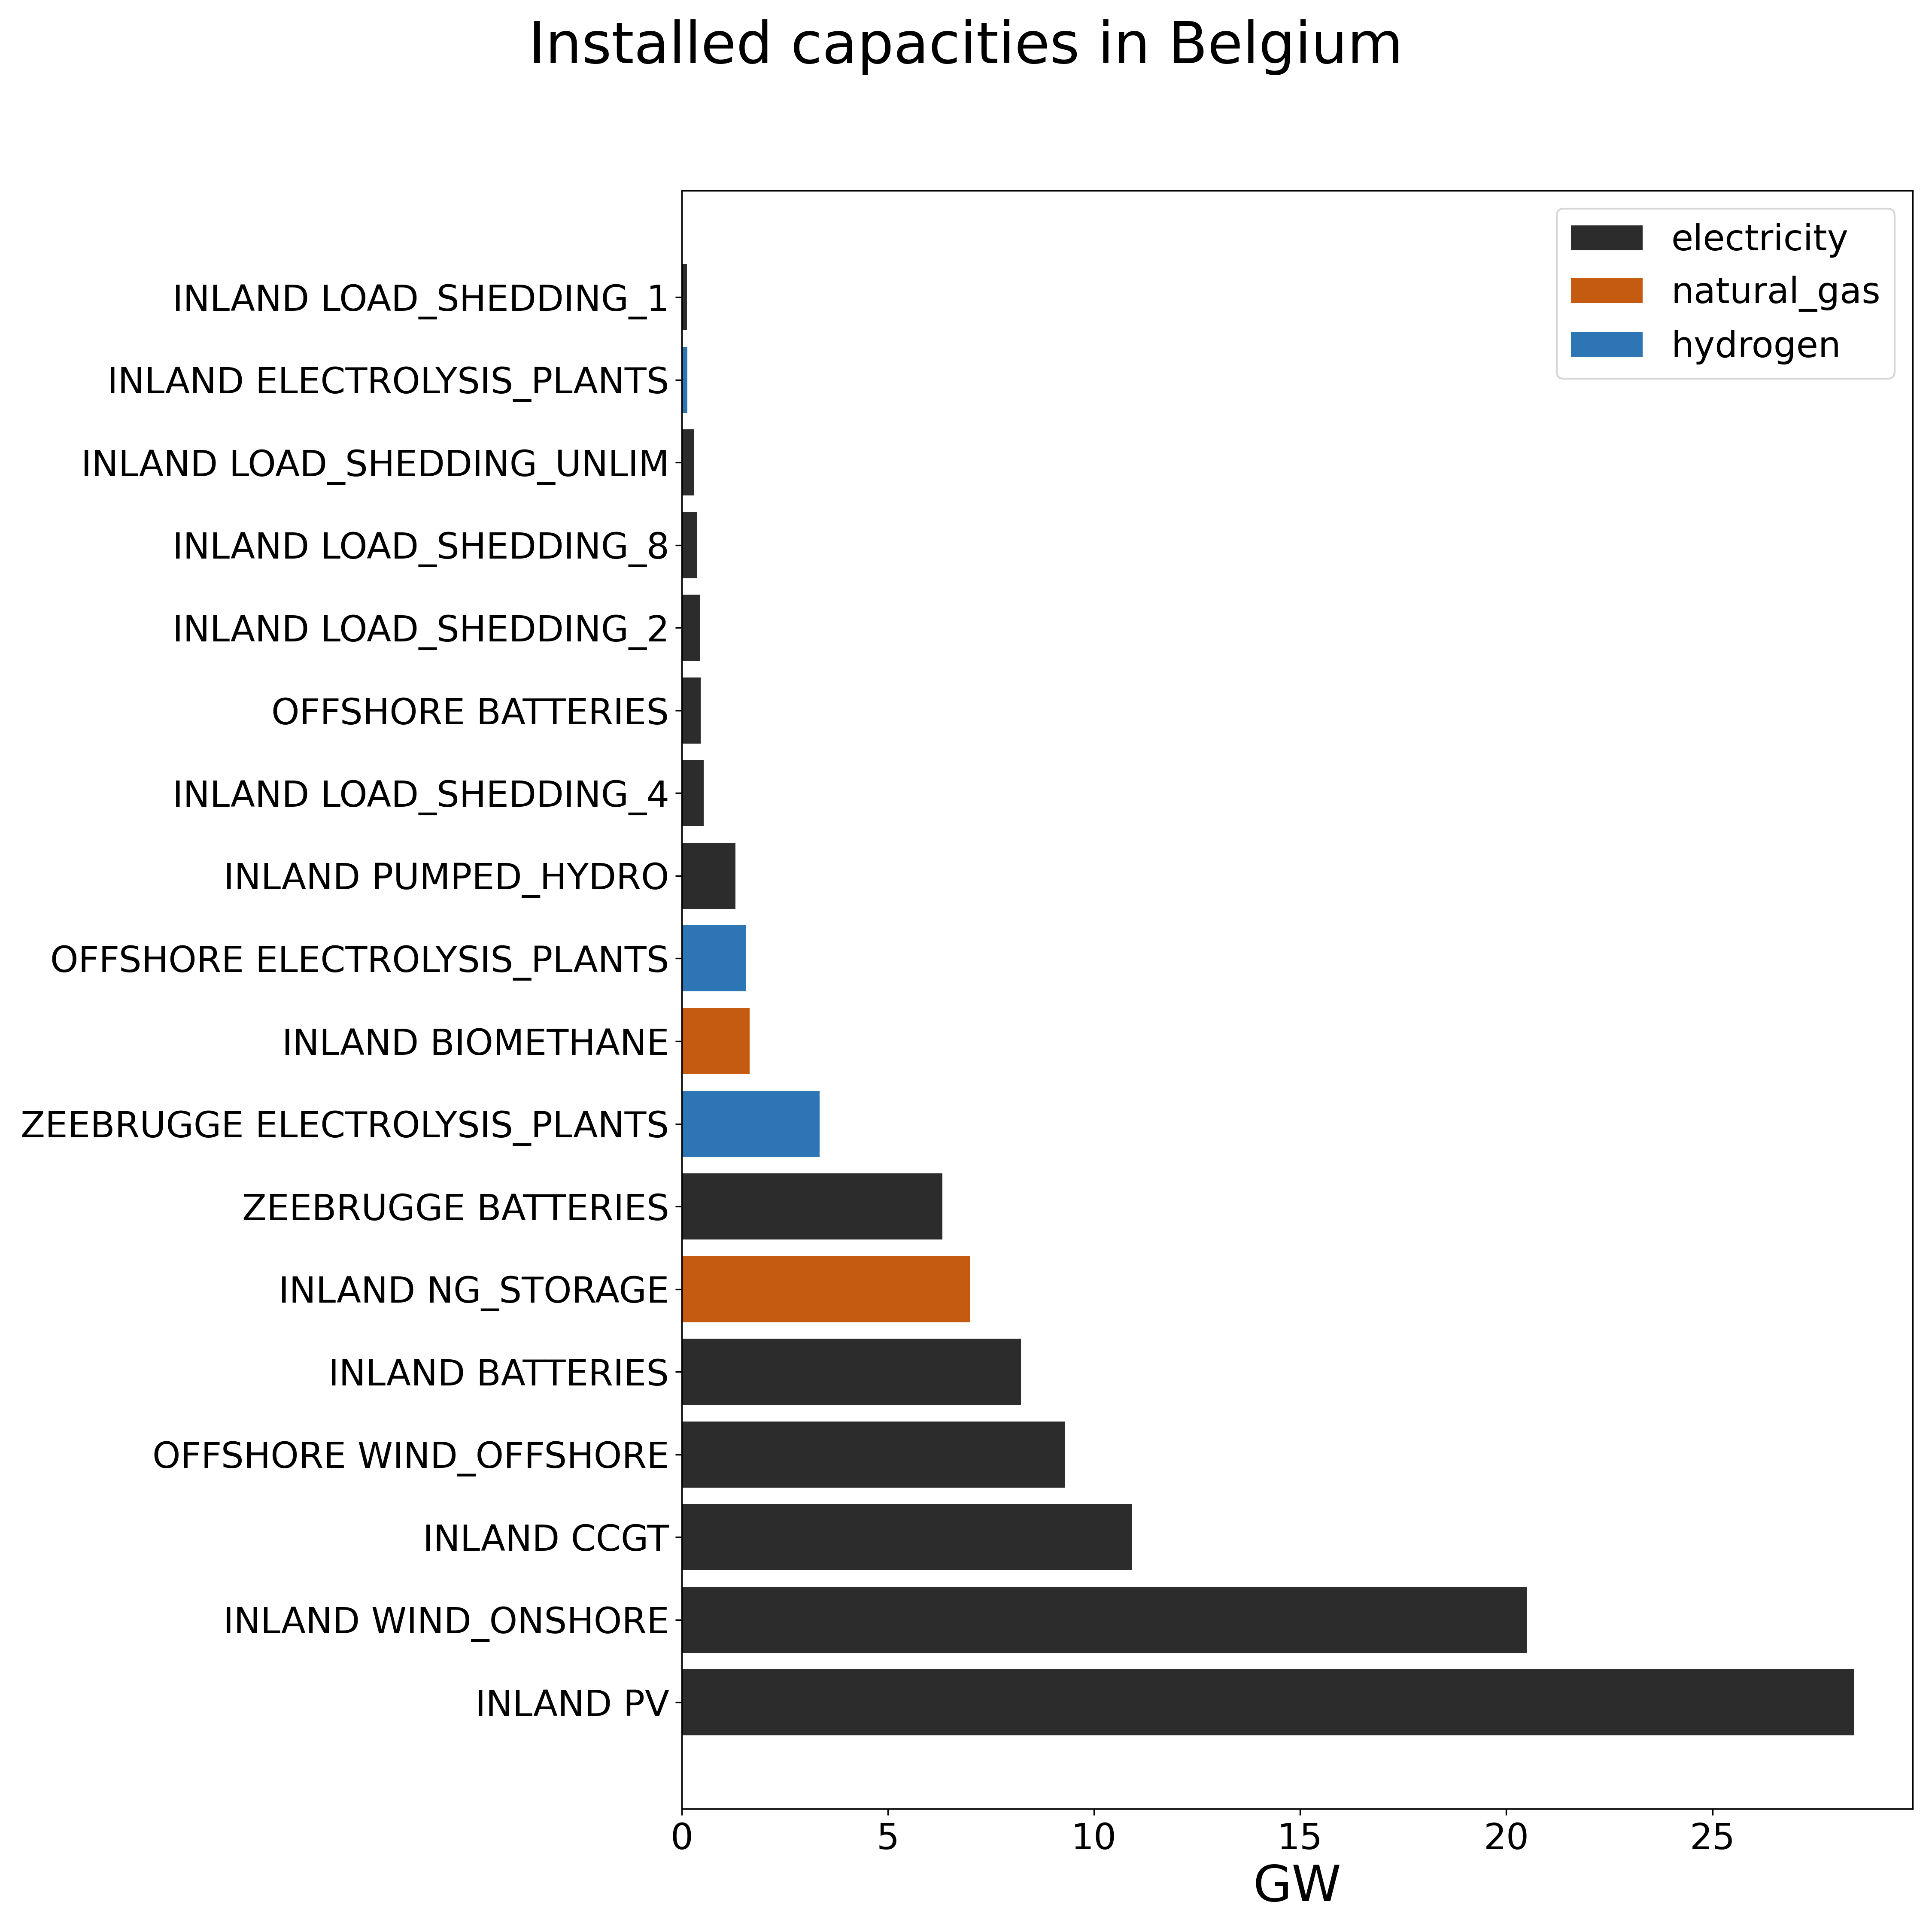 Installed capacities in Belgium
electricity
natural_gas
hydrogen
INLAND LOAD_SHEDDING_1
INLAND ELECTROLYSIS_PLANTS
INLAND LOAD_SHEDDING_UNLIM
INLAND LOAD_SHEDDING_8
INLAND LOAD_SHEDDING_2
OFFSHORE BATTERIES
INLAND LOAD_SHEDDING_4
INLAND PUMPED_HYDRO
OFFSHORE ELECTROLYSIS_PLANTS
INLAND BIOMETHANE
ZEEBRUGGE ELECTROLYSIS_PLANTS
ZEEBRUGGE BATTERIES
INLAND NG_STORAGE
INLAND BATTERIES
OFFSHORE WIND_OFFSHORE
INLAND CCGT
INLAND WIND_ONSHORE
INLAND PV
0 5 10 15 20 25
GW